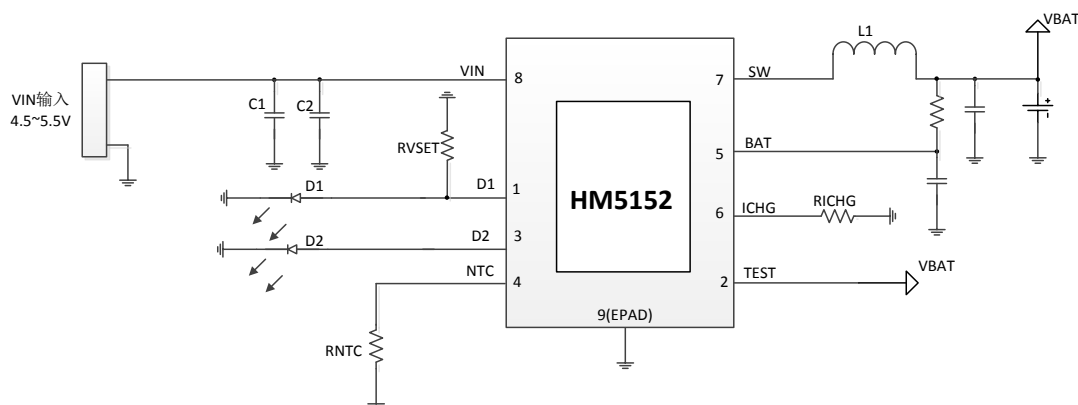 VBAT
L1
VIN
8
7
SW
VIN输入
4.5~5.5V
C1
C2
RVSET
5
BAT
D1
D1
1
HM5152
6
ICHG
RICHG
D2
D2
3
NTC
4
2
TEST
VBAT
RNTC
9(EPAD)
+
-